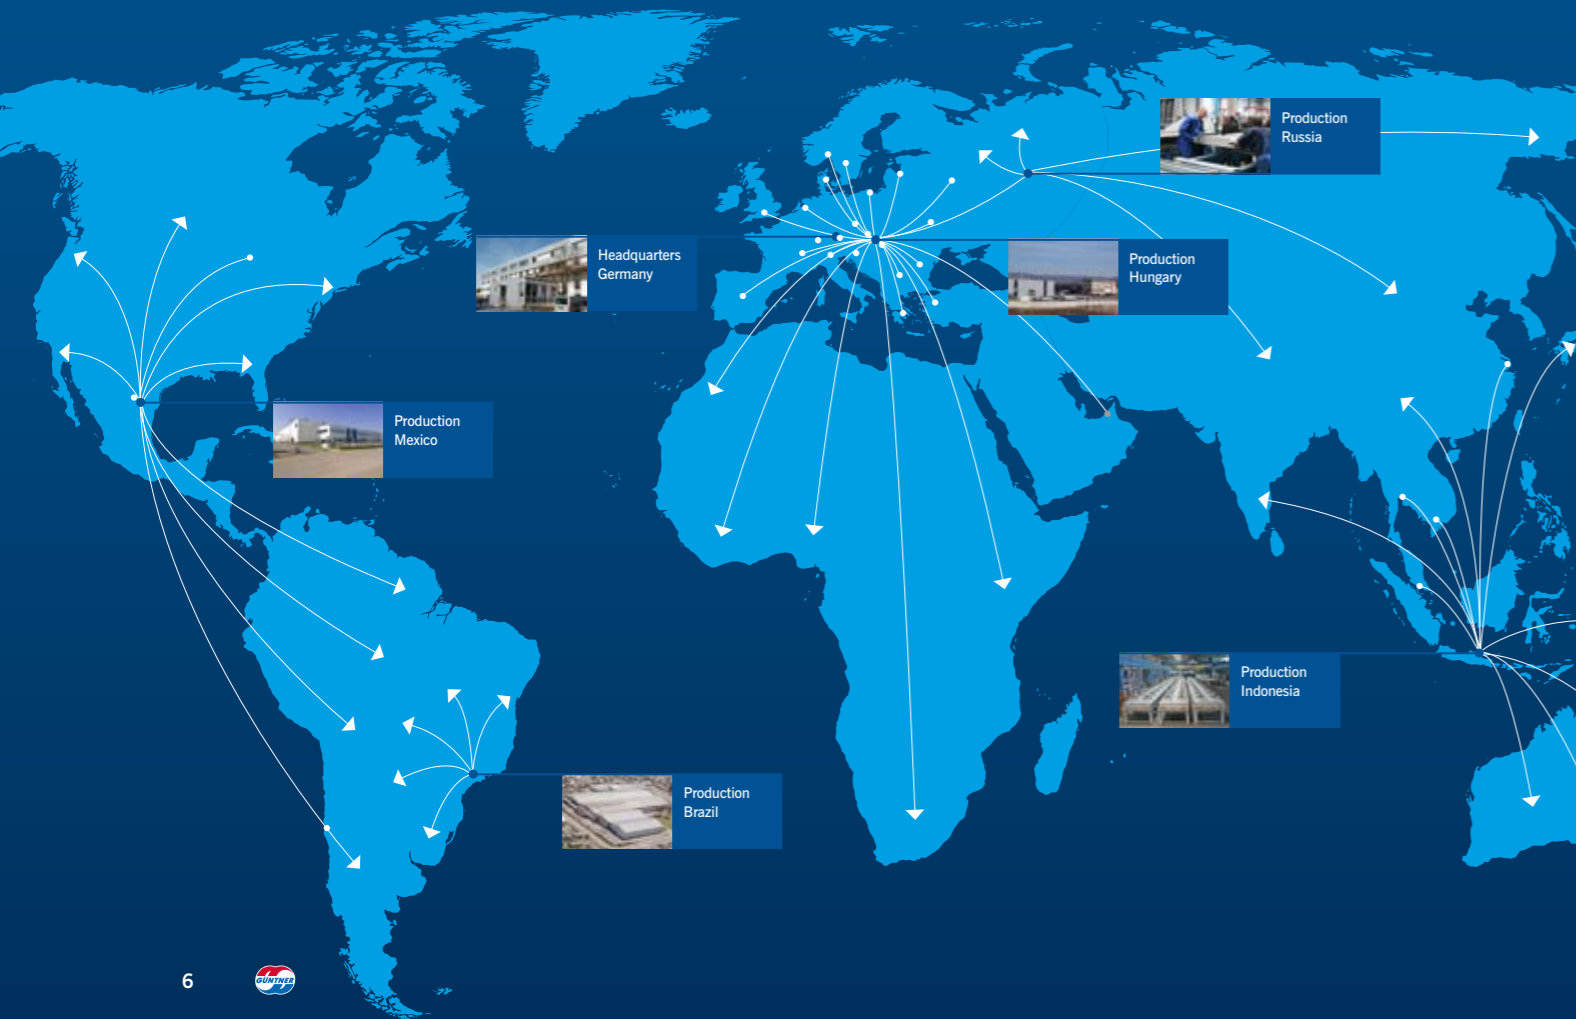 Production
Russia
Headquarters
Germany
Production
Hungary
Production
Mexico
Production
Indonesia
Production
Brazil
6
GÜNTNER